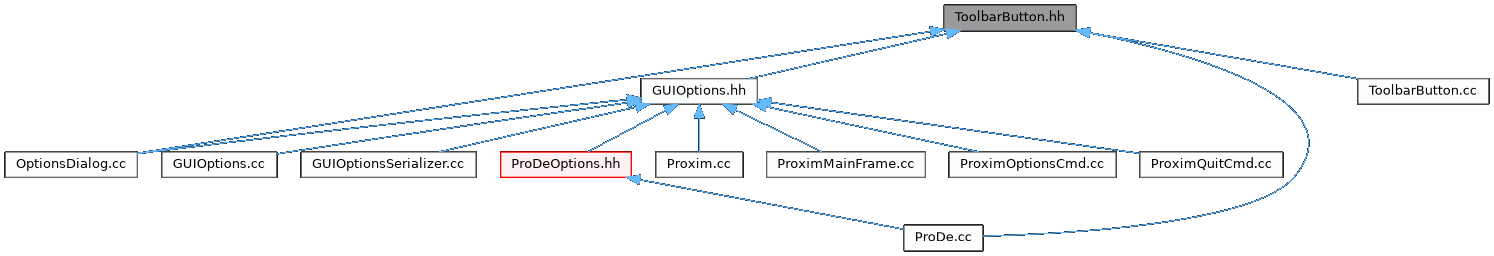 ToolbarButton.hh
GUIOptions.hh
ToolbarButton.cc
OptionsDialog.cc
GUIOptions.cc
GUIOptionsSerializer.cc
ProDeOptions.hh
Proxim.cc
ProximMainFrame.cc
ProximOptionsCmd.cc
ProximQuitCmd.cc
ProDe.cc